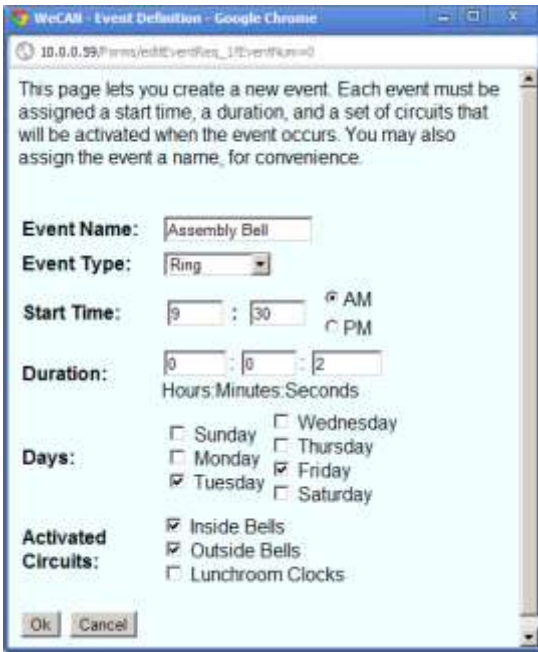 WeCAN - Event Definition - Google Chrome
10.0.0.59/Forms/editEventReq_1?EventNum=0
This page lets you create a new event. Each event must be
assigned a start time, a duration, and a set of circuits that
will be activated when the event occurs. You may also
assign the event a name, for convenience.
Event Name: Assembly Bell
Event Type: Ring
Start Time: 9 : 30 AM
PM
Duration: 0 : 0 : 2
Hours:Minutes:Seconds
Days:
Sunday
Monday
Tuesday
Wednesday
Thursday
Friday
Saturday
Activated
Circuits:
Inside Bells
Outside Bells
Lunchroom Clocks
Ok Cancel